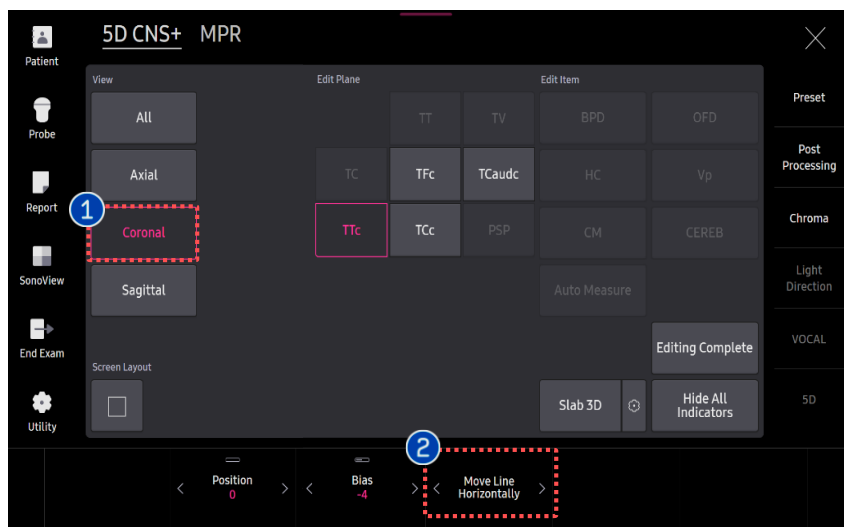 5D CNS+ MPR
Patient
Probe
Report
SonoView
End Exam
Utility
View
All
Axial
1
Coronal
Sagittal
Screen Layout
Edit Plane
TT TV
TC TFc TCaudc
TTc TCc PSP
Edit Item
BPD OFD
HC Vp
CM CEREB
Auto Measure
Editing Complete
Slab 3D
Hide All
Indicators
Preset
Post
Processing
Chroma
Light
Direction
VOCAL
5D
2
< Position >
0
< Bias >
-4
< Move Line >
Horizontally